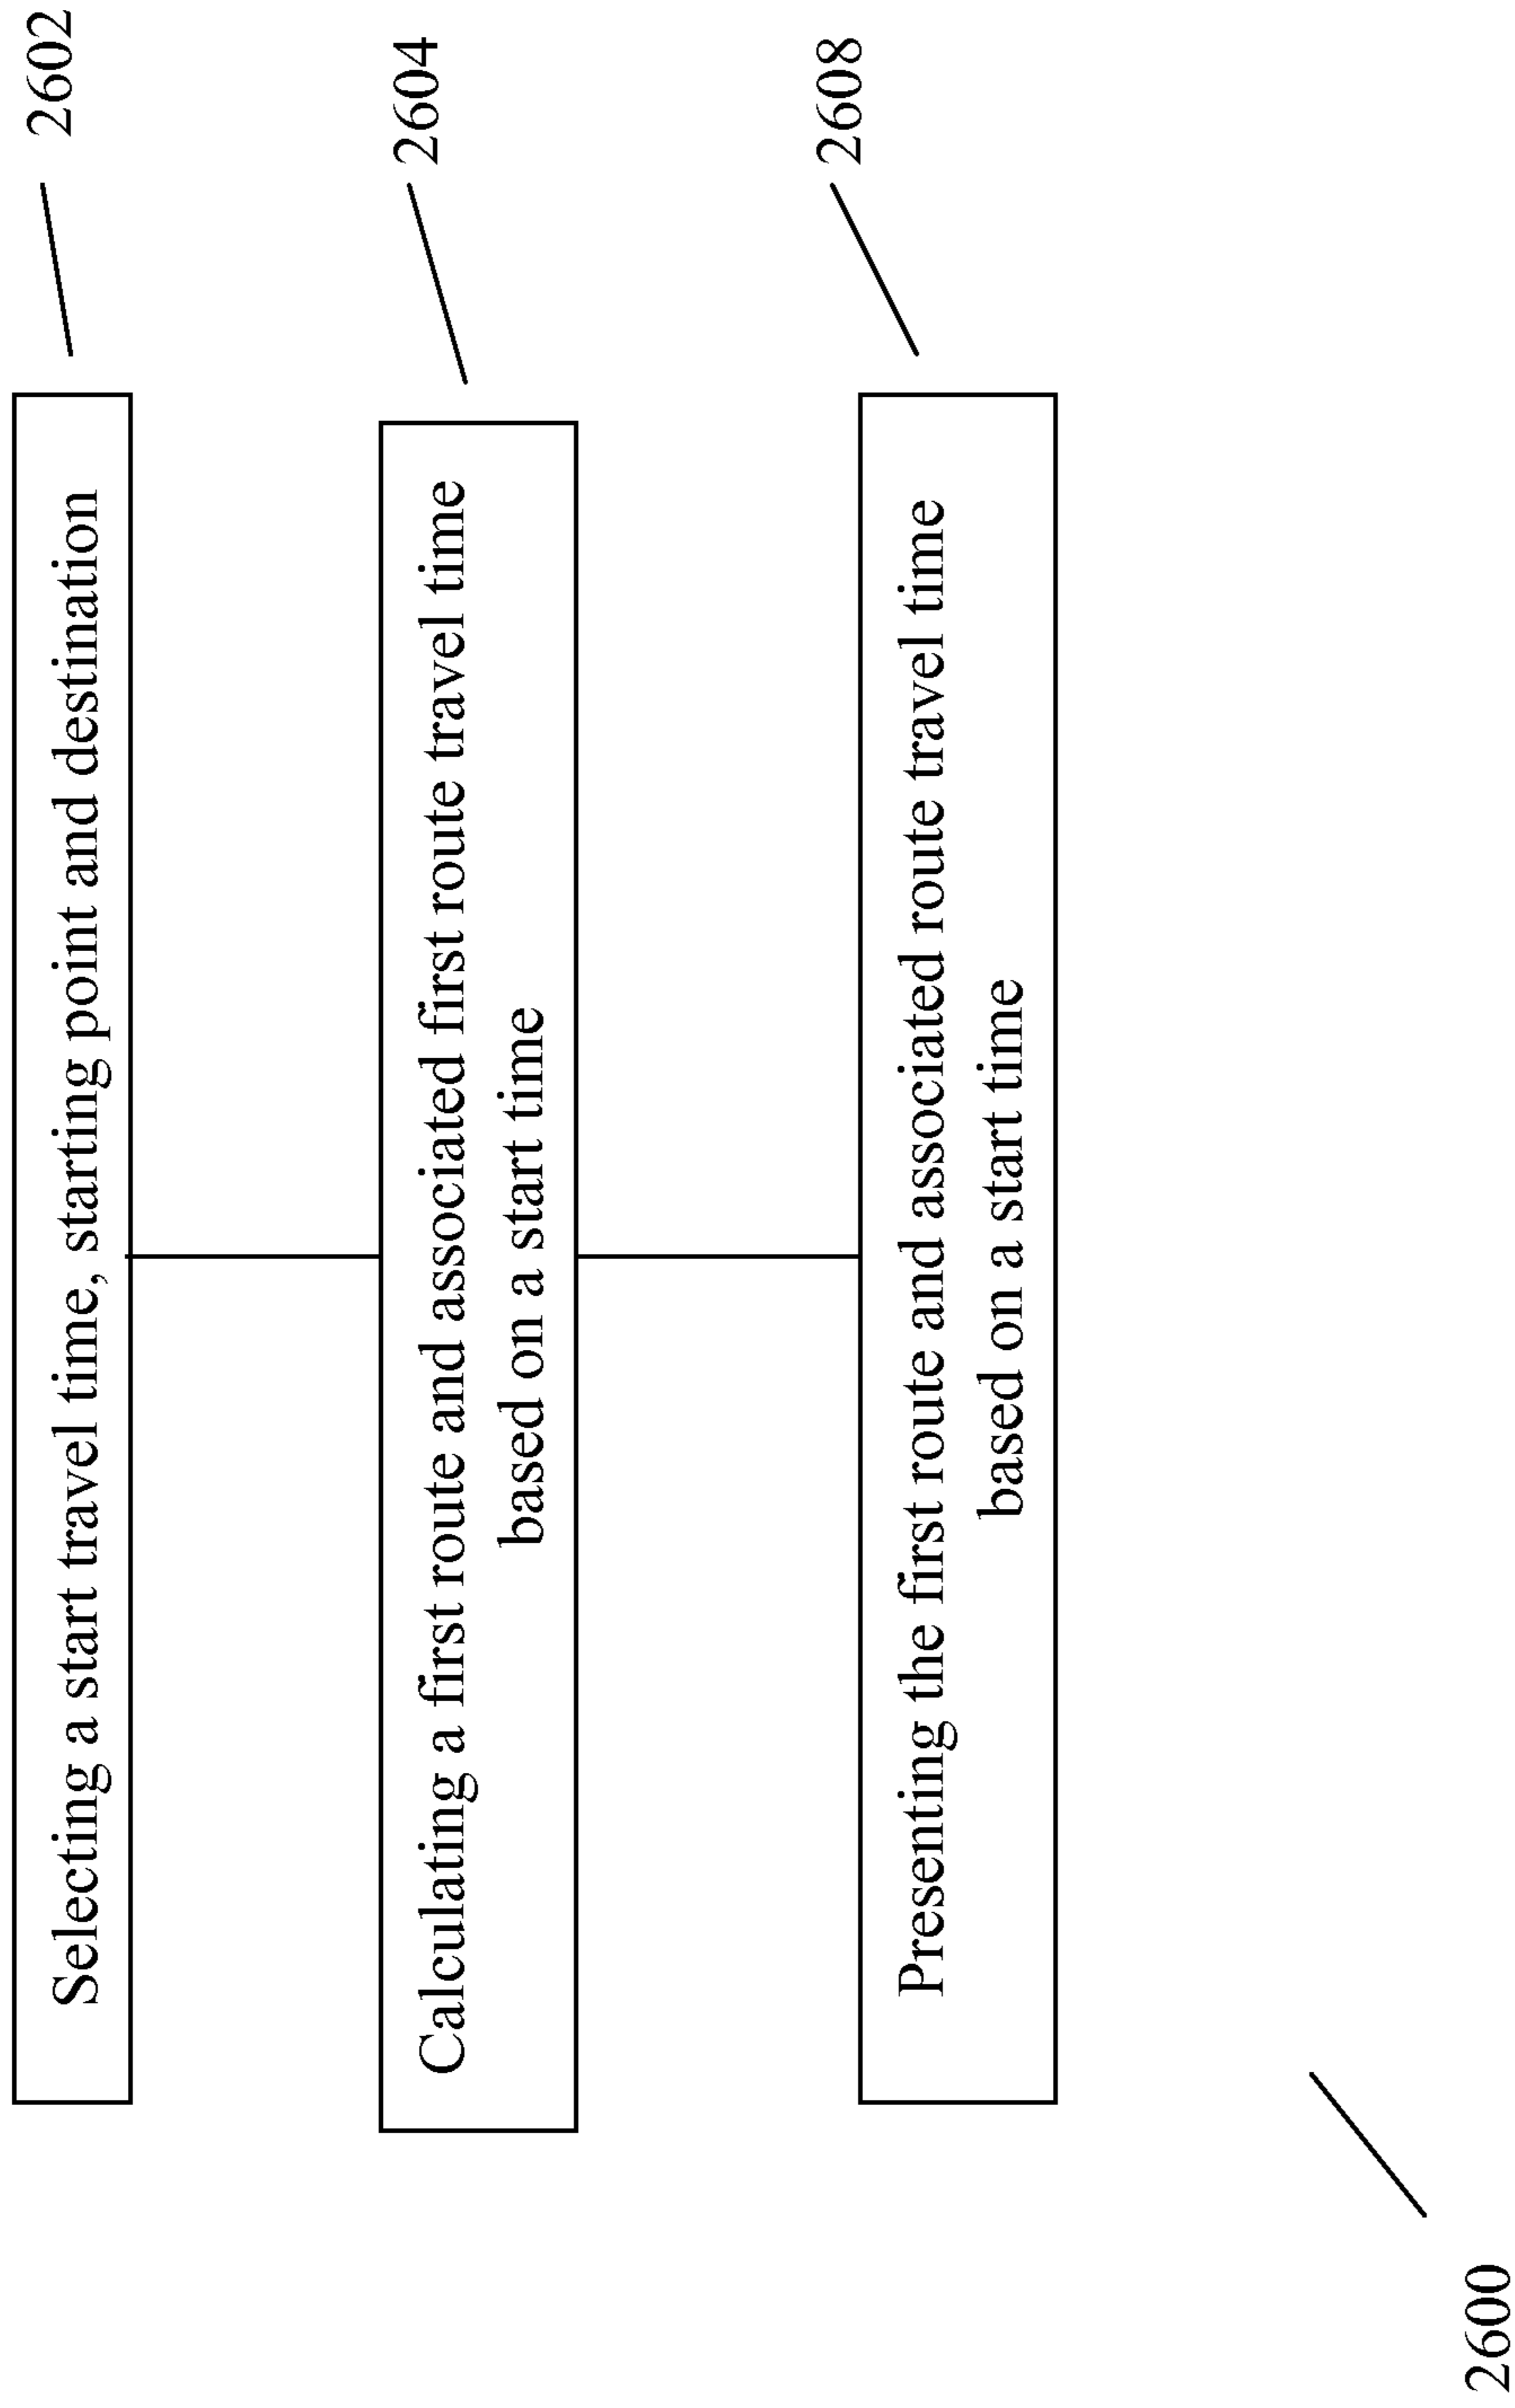 Selecting a start travel time, starting point and destination
2602
Calculating a first route and associated first route travel time
based on a start time
2604
Presenting the first route and associated route travel time
based on a start time
2608
2600